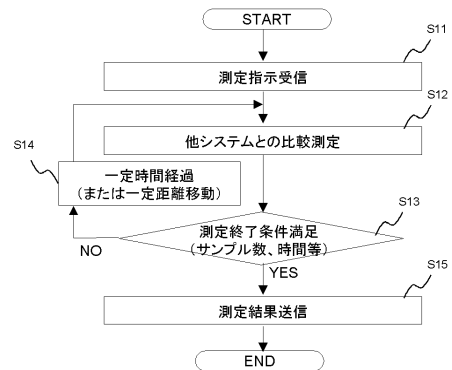 START
S11
測定指示受信
S12
他システムとの比較測定
S14
一定時間経過
(または一定距離移動)
S13
測定終了条件満足
(サンプル数、時間等)
NO
YES
S15
測定結果送信
END